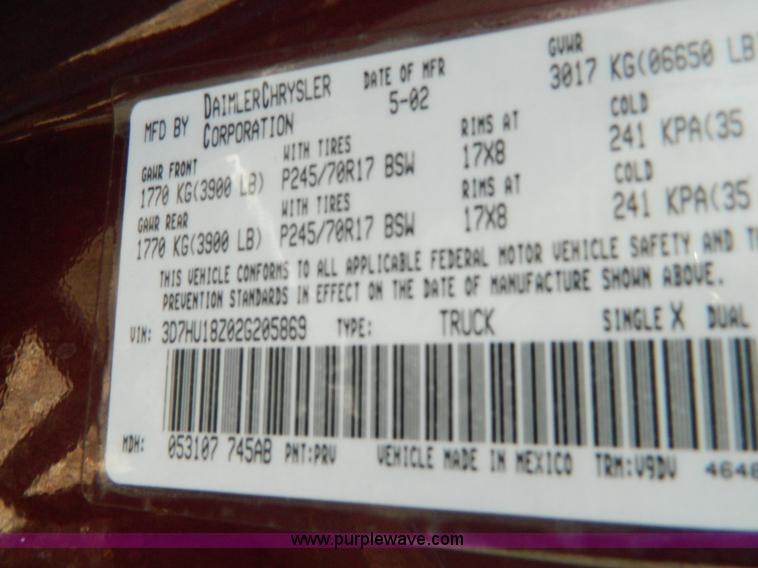 MFD BY DAIMLERCHRYSLER CORPORATION
DATE OF MFR 5-02
GVWR 3017 KG(06650 LB
GAWR FRONT 1770 KG(3900 LB)
WITH TIRES P245/70R17 BSW
RIMS AT 17X8
COLD 241 KPA(35
GAWR REAR 1770 KG(3900 LB)
WITH TIRES P245/70R17 BSW
RIMS AT 17X8
COLD 241 KPA(35
THIS VEHICLE CONFORMS TO ALL APPLICABLE FEDERAL MOTOR VEHICLE SAFETY AND
PREVENTION STANDARDS IN EFFECT ON THE DATE OF MANUFACTURE SHOWN ABOVE.
VIN: 3D7HU18Z02G205869 TYPE: TRUCK SINGLE X DUAL
MDH: 053107 745AB PNT:PRV VEHICLE MADE IN MEXICO TRM:V9DV 4648
www.purplewave.com